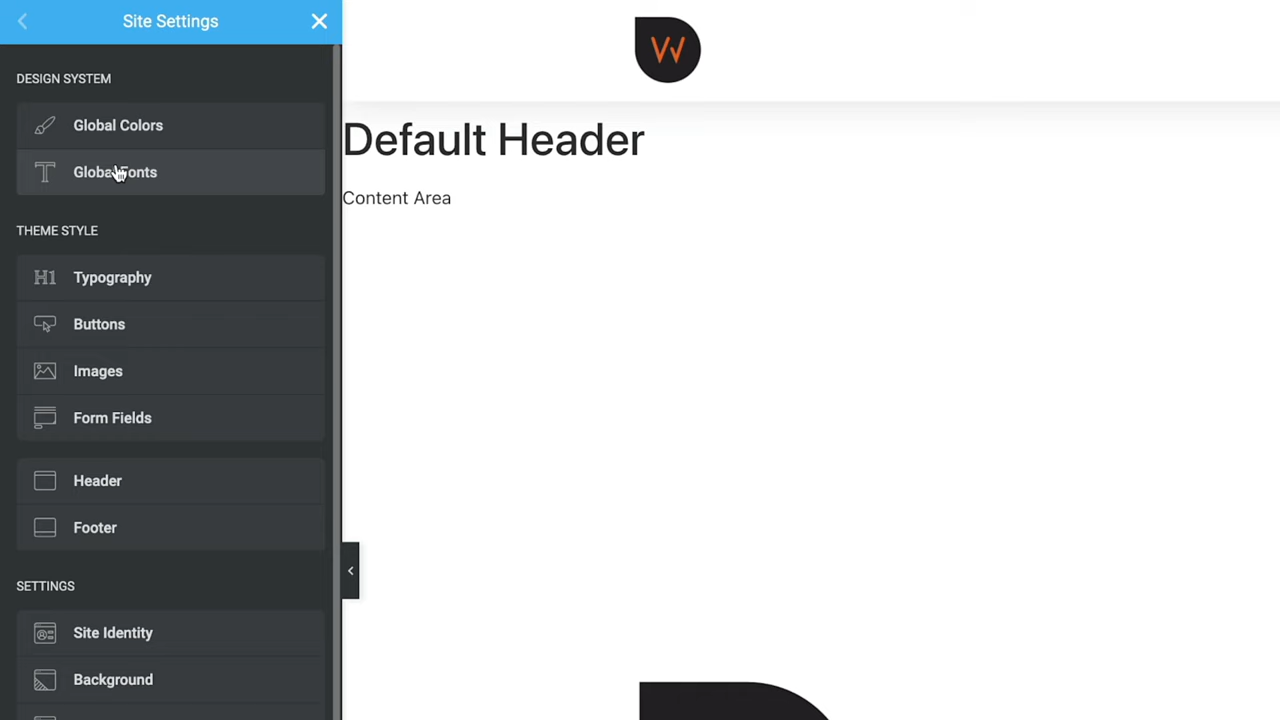 Site Settings
DESIGN SYSTEM
Global Colors
Global Fonts
THEME STYLE
H1 Typography
Buttons
Images
Form Fields
Header
Footer
SETTINGS
Site Identity
Background
W
Default Header
Content Area